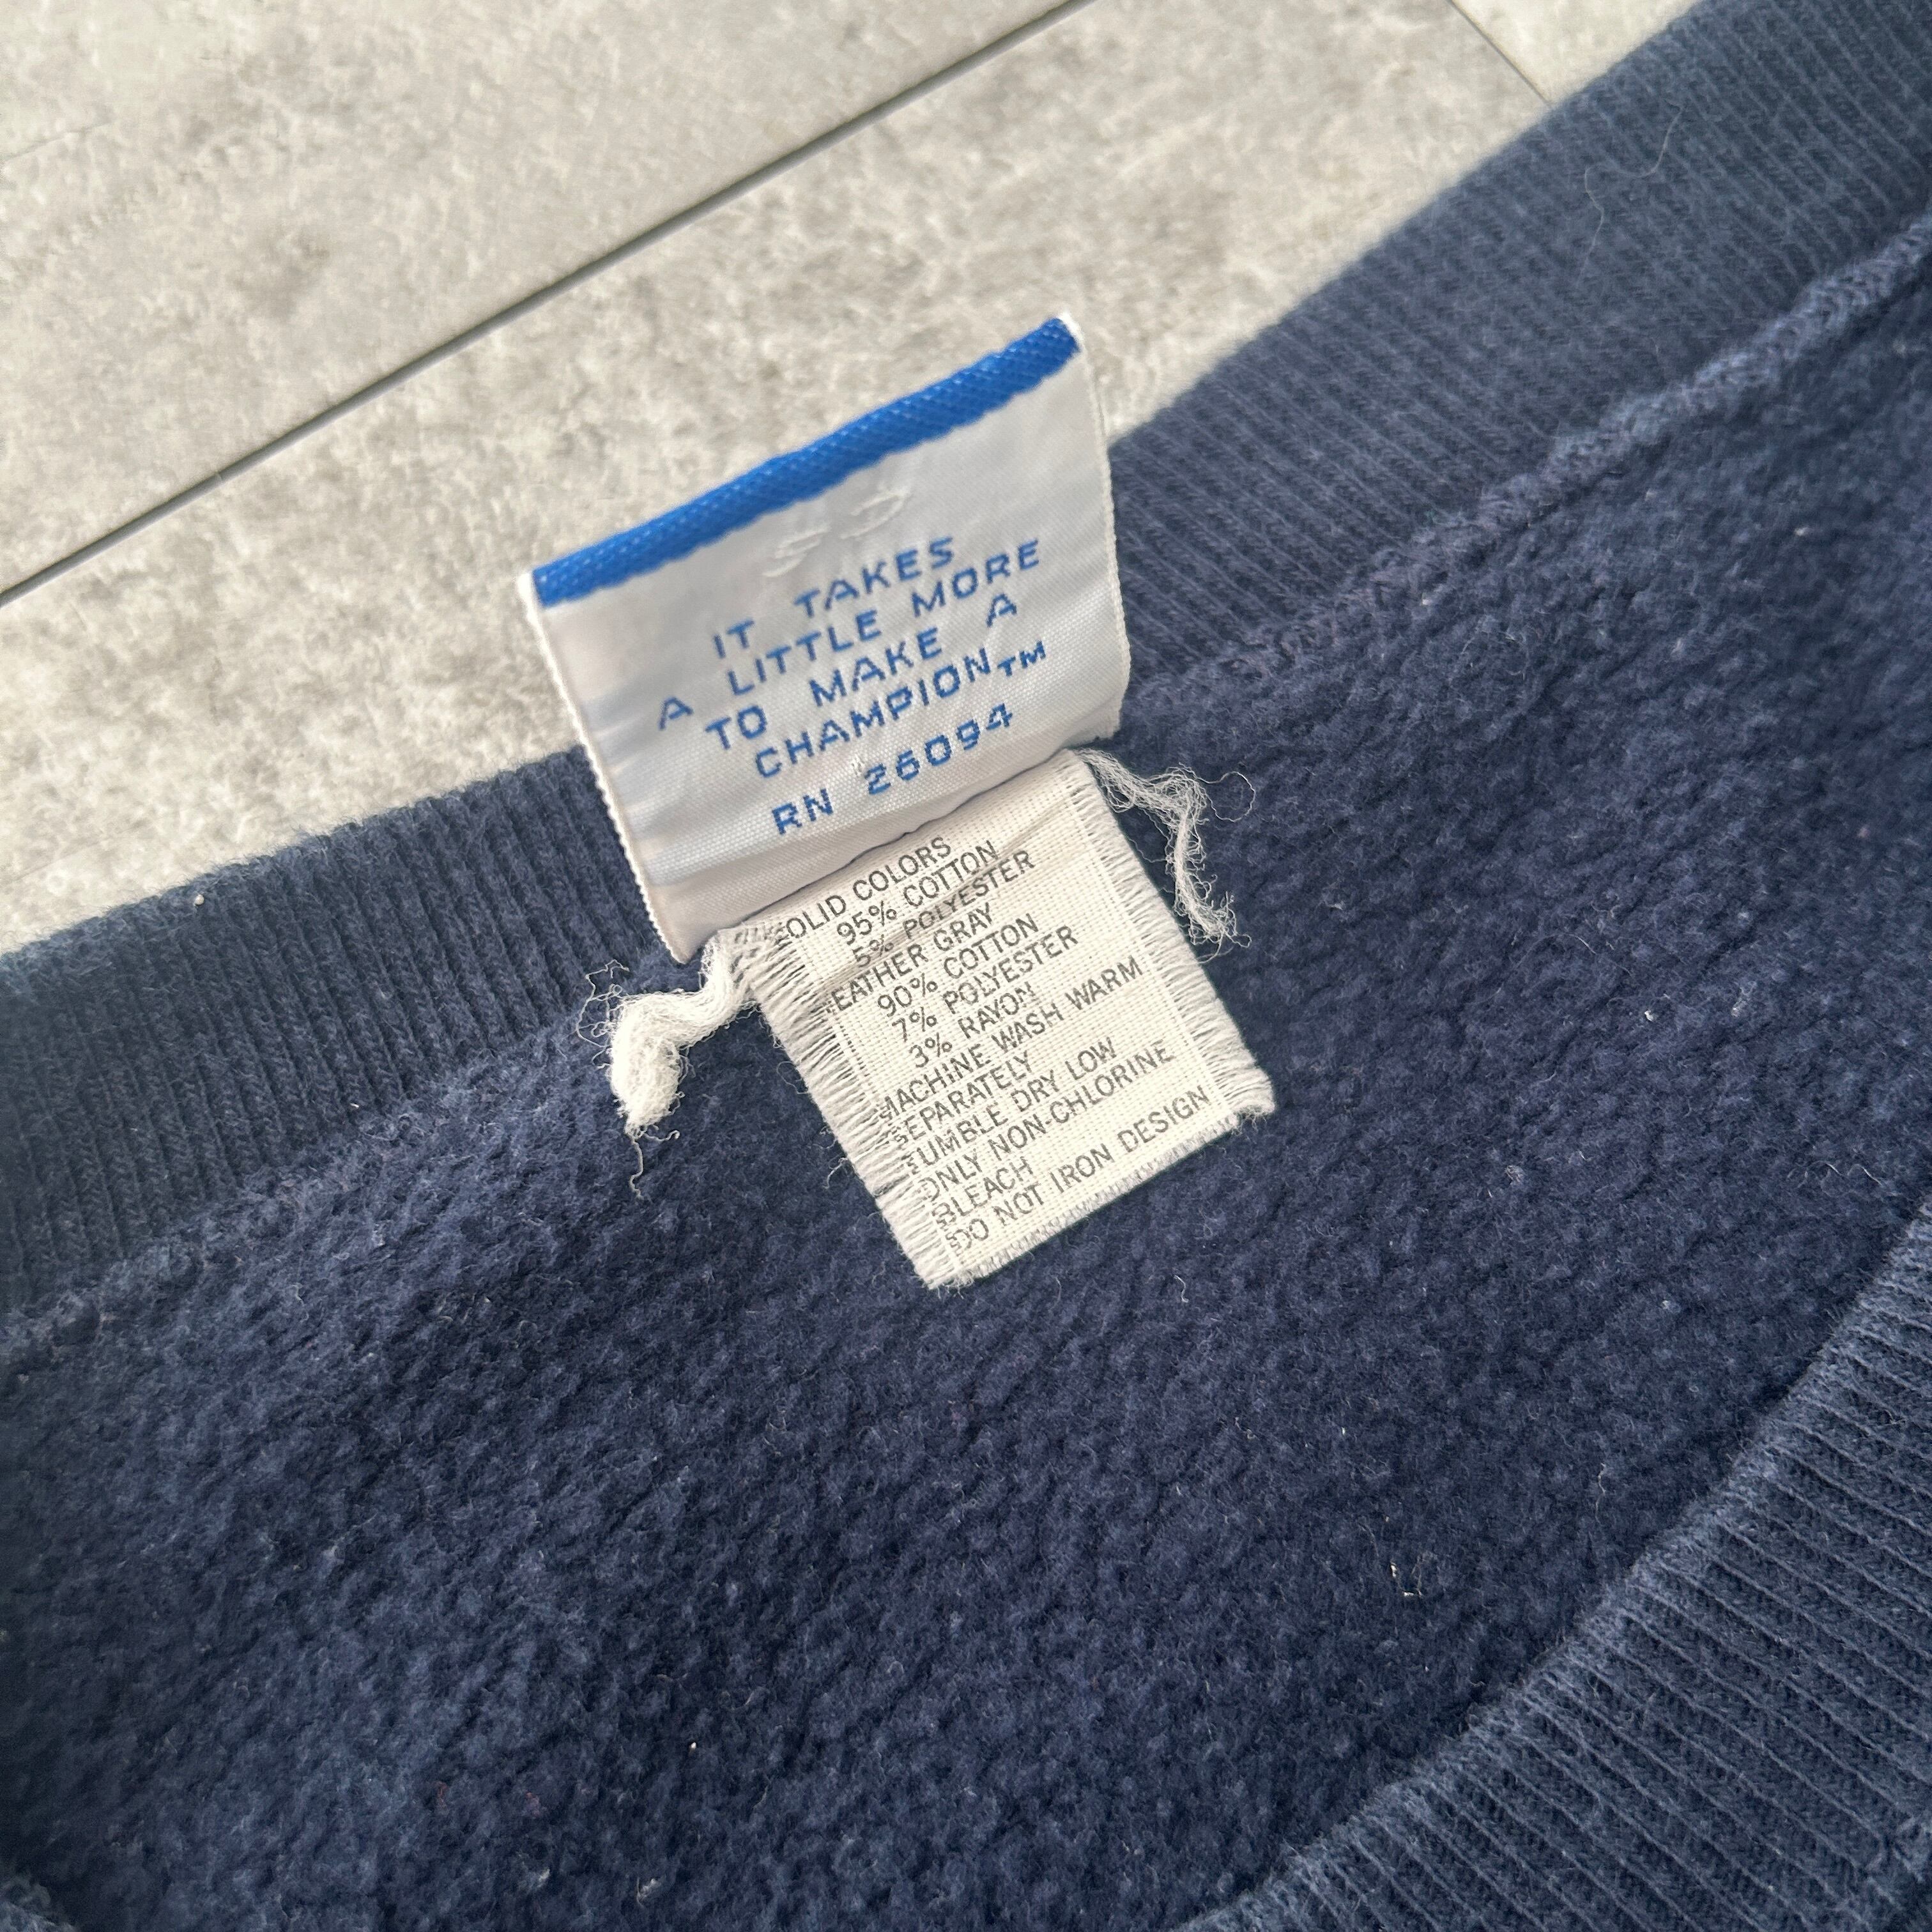 IT TAKES
A LITTLE MORE
TO MAKE A
CHAMPION™
RN 26094
SOLID COLORS
95% COTTON
5% POLYESTER
HEATHER GRAY
90% COTTON
7% POLYESTER
3% RAYON
MACHINE WASH WARM
SEPARATELY
TUMBLE DRY LOW
ONLY NON-CHLORINE
BLEACH
DO NOT IRON DESIGN